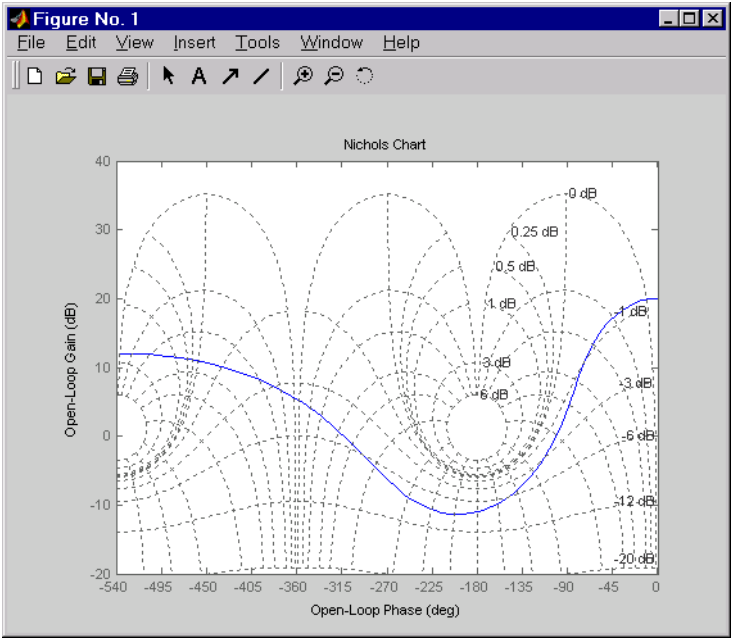 Figure No. 1
File Edit View Insert Tools Window Help
A
Nichols Chart
40
30
20
10
0
-10
-20
Open-Loop Gain (dB)
0 dB
0.25 dB
0.5 dB
1 dB
-1 dB
3 dB
-3 dB
6 dB
-6 dB
-12 dB
-20 dB
-540 -495 -450 -405 -360 -315 -270 -225 -180 -135 -90 -45 0
Open-Loop Phase (deg)